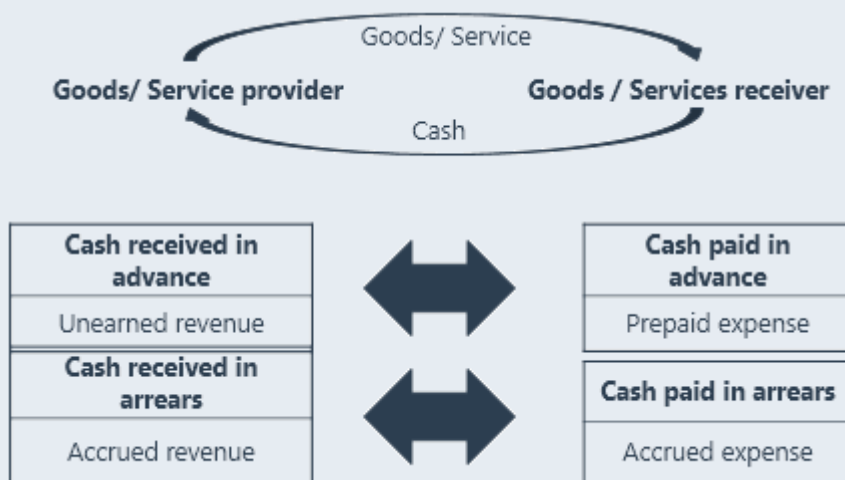 Goods/ Service
Goods/ Service provider
Goods / Services receiver
Cash
Cash received in
advance
Unearned revenue
Cash paid in
advance
Prepaid expense
Cash received in
arrears
Accrued revenue
Cash paid in arrears
Accrued expense